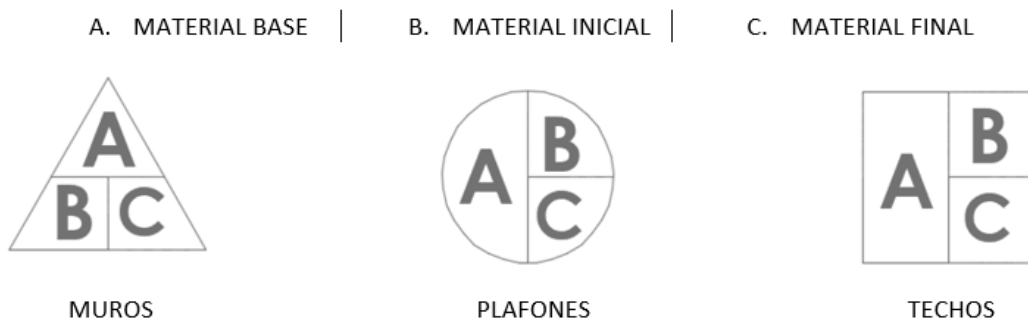 A. MATERIAL BASE | B. MATERIAL INICIAL | C. MATERIAL FINAL
A
B C
A B
C
A B
C
MUROS PLAFONES TECHOS